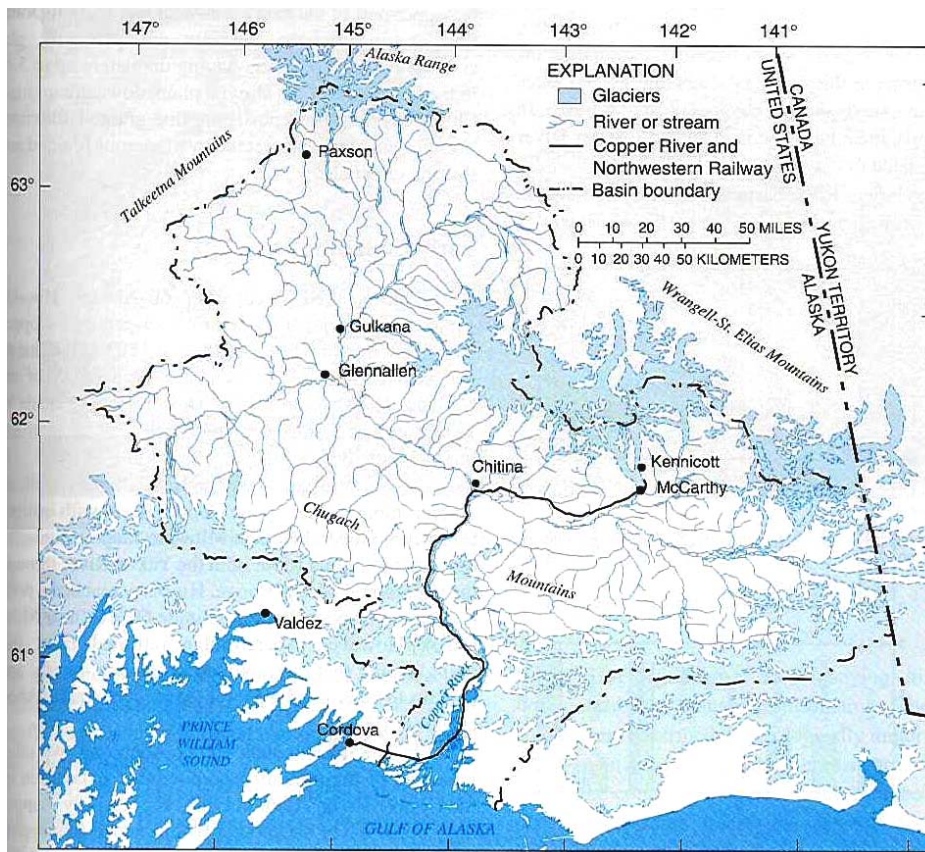 147° 146° 145° 144° 143° 142° 141°
Alaska Range
EXPLANATION
Glaciers
River or stream
Copper River and
Northwestern Railway
Basin boundary
0 10 20 30 40 50 MILES
0 10 20 30 40 50 KILOMETERS
CANADA
UNITED STATES
YUKON TERRITORY
ALASKA
Talkeetna Mountains
Paxson
63°
Wrangell-St. Elias Mountains
Gulkana
Glennallen
62°
Chitina
Kennicott
McCarthy
Chugach
Mountains
Valdez
61°
Copper River
PRINCE
WILLIAM
SOUND
Cordova
GULF OF ALASKA